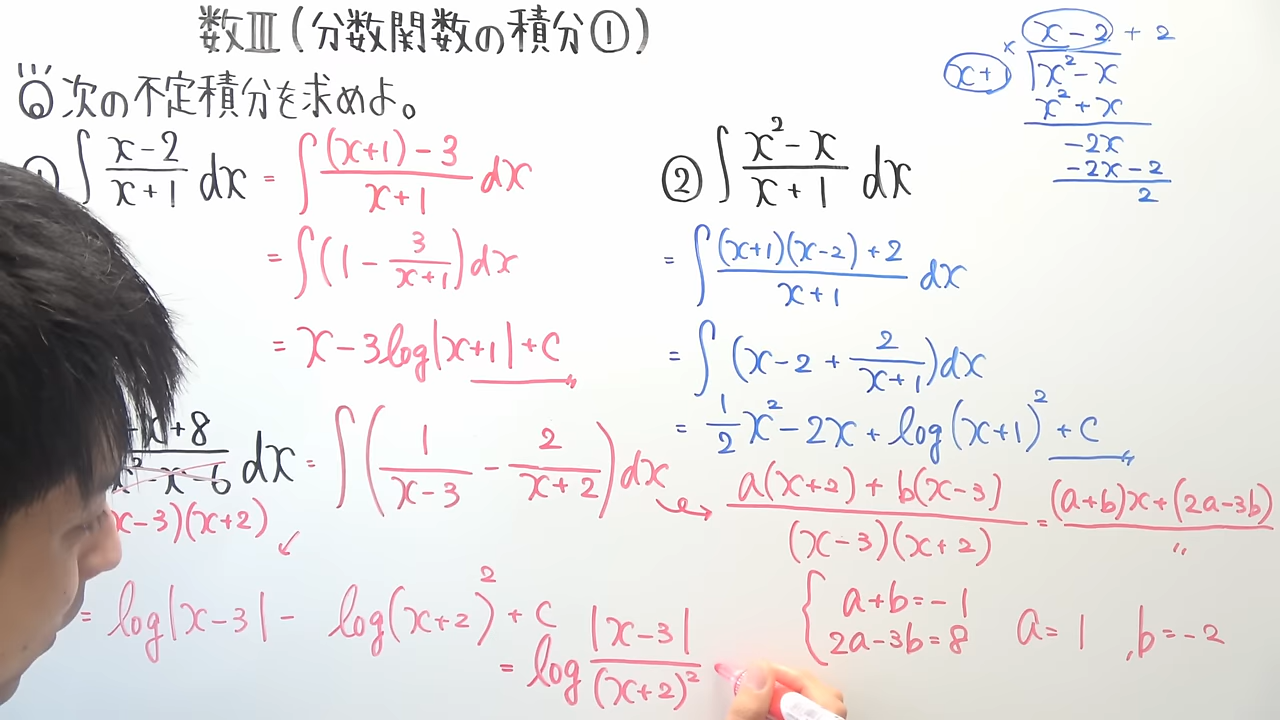 数Ⅲ(分数関数の積分①)
次の不定積分を求めよ。
① ∫ (x-2)/(x+1) dx = ∫ ((x+1)-3)/(x+1) dx
= ∫(1 - 3/(x+1))dx
= x-3log|x+1|+C
② ∫ (x²-x)/(x+1) dx
= ∫ ((x+1)(x-2)+2)/(x+1) dx
= ∫ (x-2 + 2/(x+1))dx
= 1/2 x² - 2x + log(x+1)² + C
x-2 + 2
×
x+1 x²-x
x²+x
-2x
-2x-2
2
-x+8 / x²-x-6 dx = ∫ (1/(x-3) - 2/(x+2))dx
(x-3)(x+2)
a(x+2)+b(x-3) / (x-3)(x+2) = (a+b)x+(2a-3b) / 〃
= log|x-3| - log(x+2)² + C
= log |x-3|/(x+2)²
{ a+b=-1
2a-3b=8
a=1, b=-2